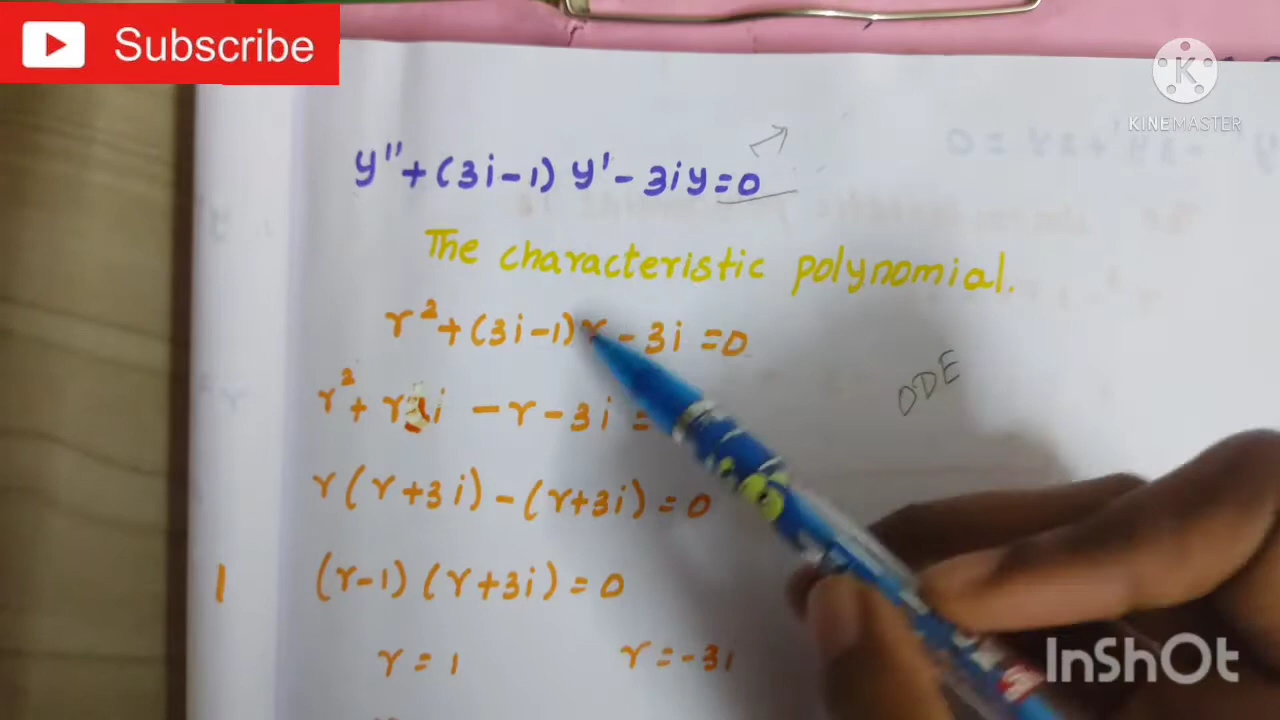 Subscribe
KINEMASTER
y'' + (3i-1) y' - 3iy = 0
The characteristic polynomial.
r² + (3i-1)r - 3i = 0
r² + r3i - r - 3i =
ODE
r(r+3i) - (r+3i) = 0
1 (r-1) (r+3i) = 0
r = 1 r = -3i
InShOt